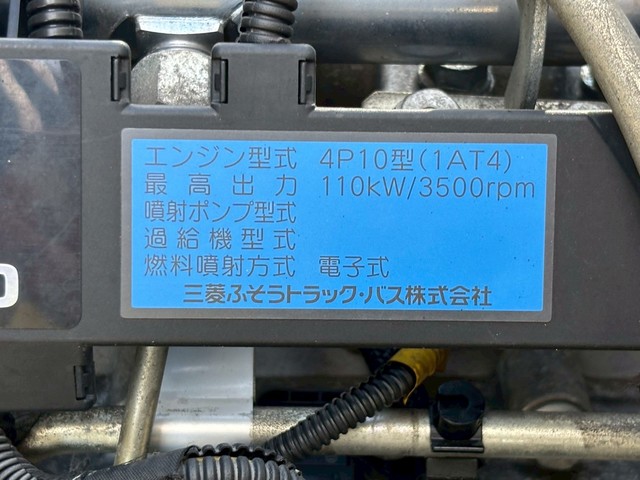 エンジン型式 4P10型(1AT4)
最高出力 110kW/3500rpm
噴射ポンプ型式
過給機型式
燃料噴射方式 電子式
三菱ふそうトラック・バス株式会社